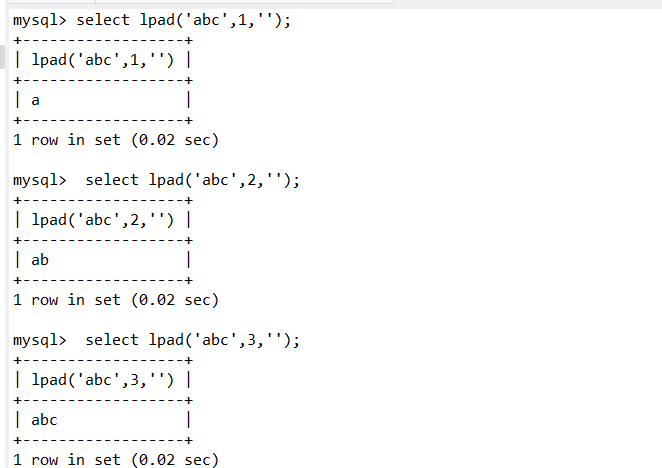 mysql> select lpad('abc',1,'');
+------------------+
| lpad('abc',1,'') |
+------------------+
| a                |
+------------------+
1 row in set (0.02 sec)

mysql>  select lpad('abc',2,'');
+------------------+
| lpad('abc',2,'') |
+------------------+
| ab               |
+------------------+
1 row in set (0.02 sec)

mysql>  select lpad('abc',3,'');
+------------------+
| lpad('abc',3,'') |
+------------------+
| abc              |
+------------------+
1 row in set (0.02 sec)